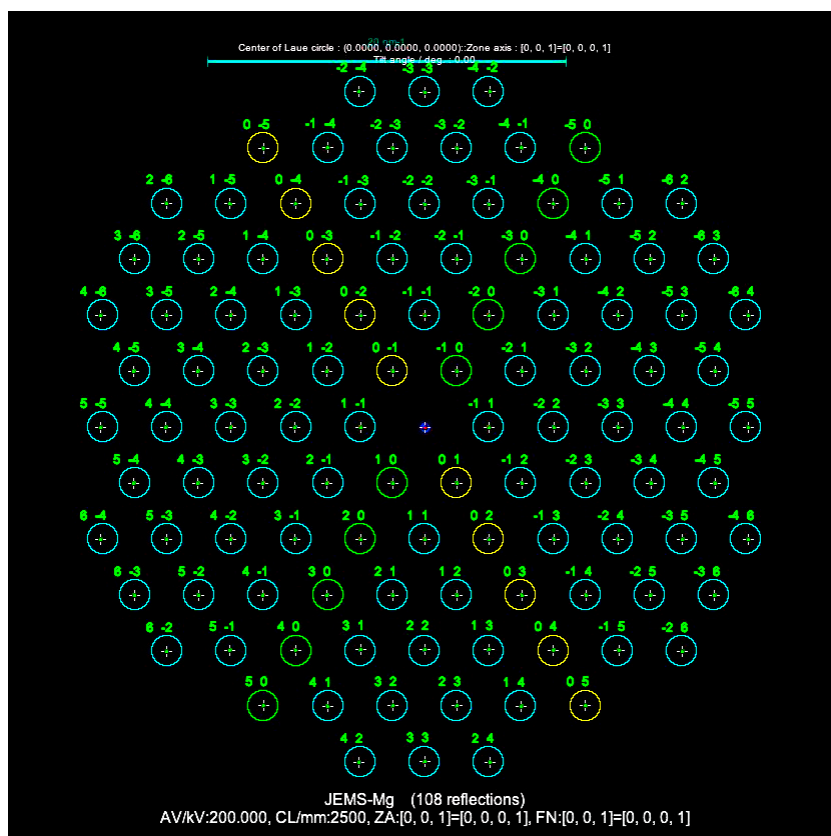 20 nm-1
Center of Laue circle : (0.0000, 0.0000, 0.0000)::Zone axis : [0, 0, 1]=[0, 0, 0, 1]
Tilt angle / deg. : 0.00
-2 -4 -3 -3 -4 -2
0 -5 -1 -4 -2 -3 -3 -2 -4 -1 -5 0
2 -6 1 -5 0 -4 -1 -3 -2 -2 -3 -1 -4 0 -5 1 -6 2
3 -6 2 -5 1 -4 0 -3 -1 -2 -2 -1 -3 0 -4 1 -5 2 -6 3
4 -6 3 -5 2 -4 1 -3 0 -2 -1 -1 -2 0 -3 1 -4 2 -5 3 -6 4
4 -5 3 -4 2 -3 1 -2 0 -1 -1 0 -2 1 -3 2 -4 3 -5 4
5 -5 4 -4 3 -3 2 -2 1 -1 -1 1 -2 2 -3 3 -4 4 -5 5
5 -4 4 -3 3 -2 2 -1 1 0 0 1 -1 2 -2 3 -3 4 -4 5
6 -4 5 -3 4 -2 3 -1 2 0 1 1 0 2 -1 3 -2 4 -3 5 -4 6
6 -3 5 -2 4 -1 3 0 2 1 1 2 0 3 -1 4 -2 5 -3 6
6 -2 5 -1 4 0 3 1 2 2 1 3 0 4 -1 5 -2 6
5 0 4 1 3 2 2 3 1 4 0 5
4 2 3 3 2 4
JEMS-Mg (108 reflections)
AV/kV:200.000, CL/mm:2500, ZA:[0, 0, 1]=[0, 0, 0, 1], FN:[0, 0, 1]=[0, 0, 0, 1]